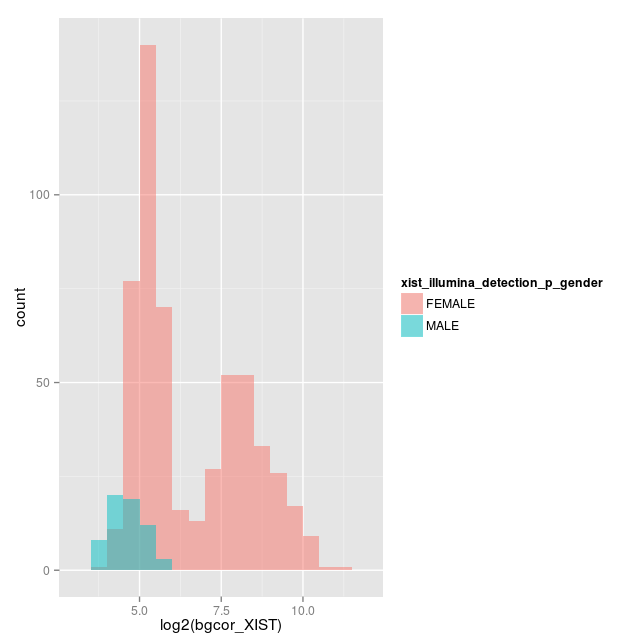 100
50
0
count
5.0 7.5 10.0
log2(bgcor_XIST)
xist_illumina_detection_p_gender
FEMALE
MALE